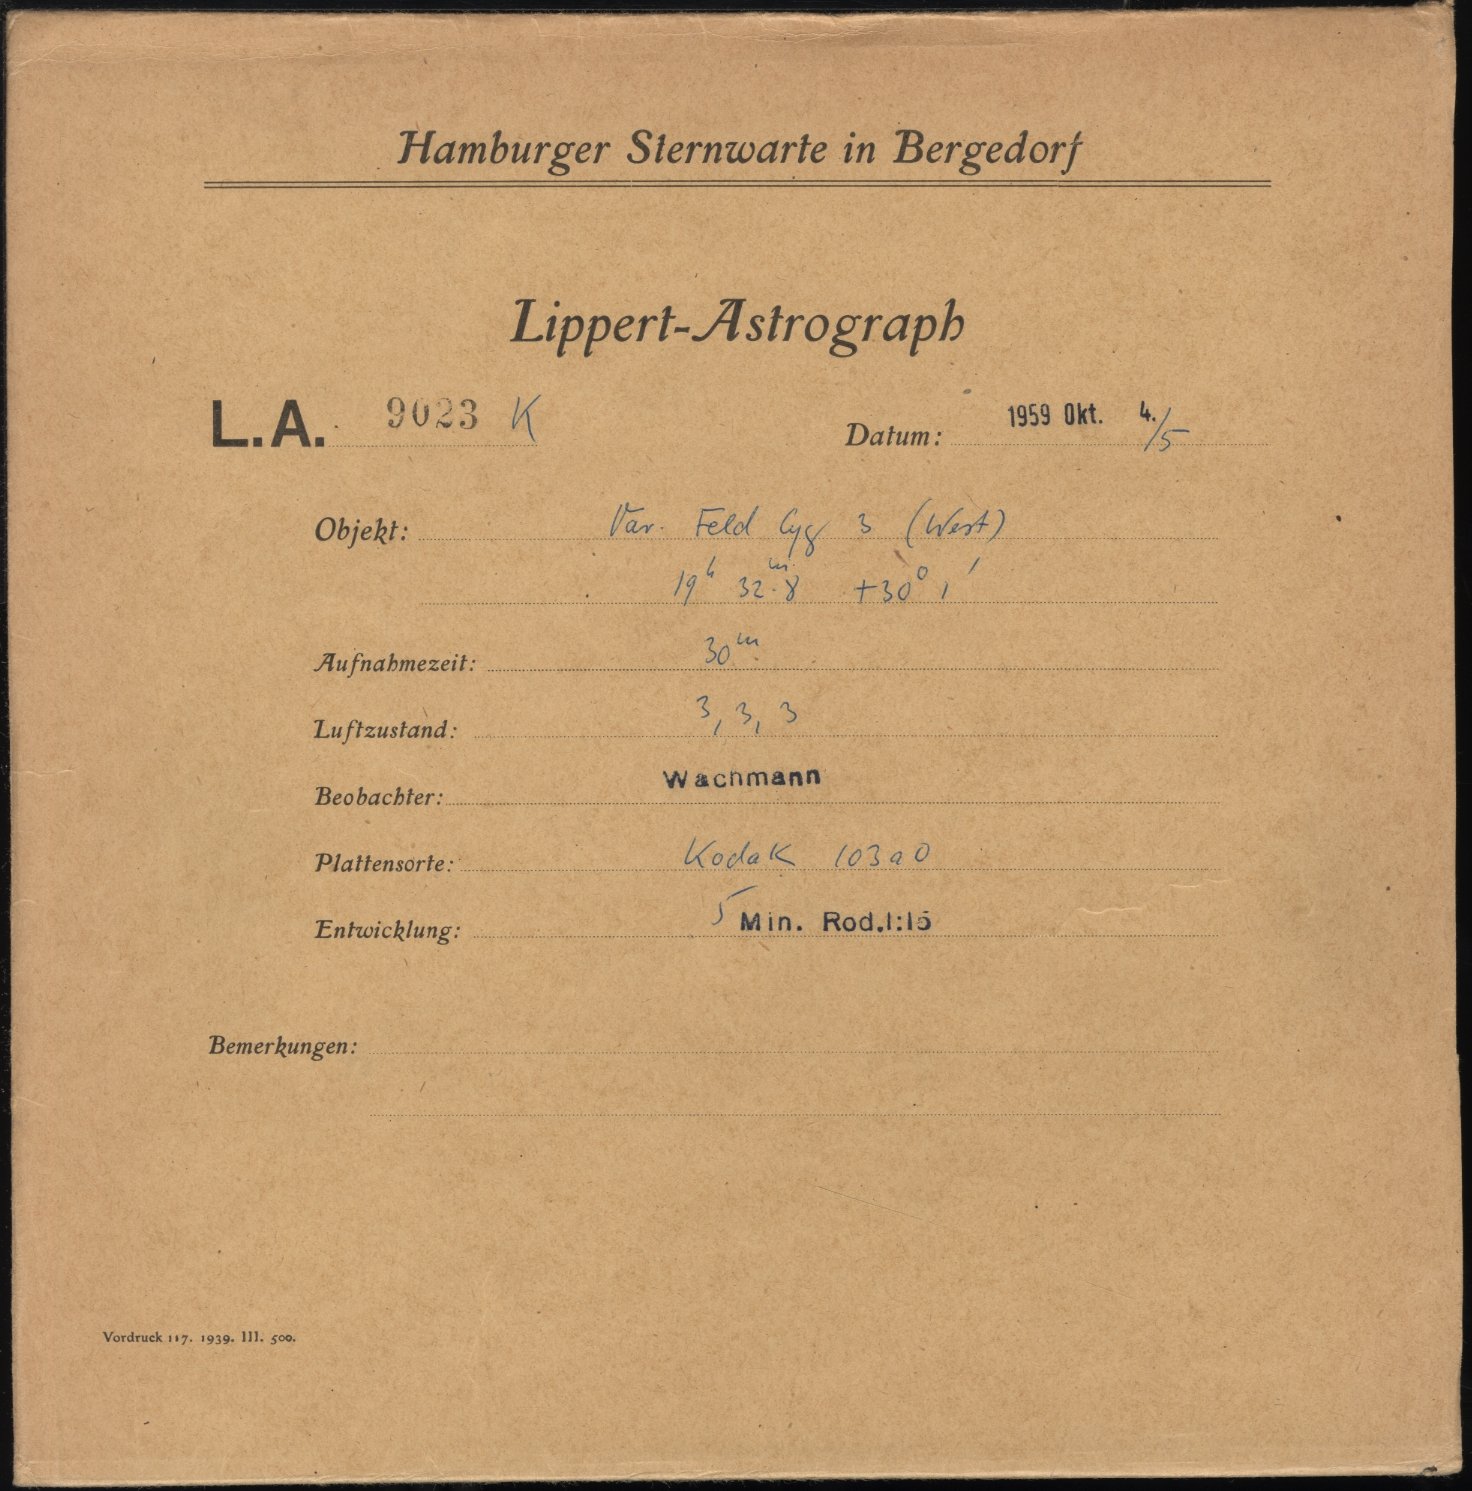 Hamburger Sternwarte in Bergedorf
Lippert-Astrograph
L.A. 9023 K Datum: 1959 Okt. 4./5
Objekt: Var. Feld Cyg 3 (West)
19h 32m.8 +30° 1'
Aufnahmezeit: 30m
Luftzustand: 3, 3, 3
Beobachter: Wachmann
Plattensorte: Kodak 103a0
Entwicklung: 5 Min. Rod.1:15
Bemerkungen:
Vordruck 117. 1939. III. 500.